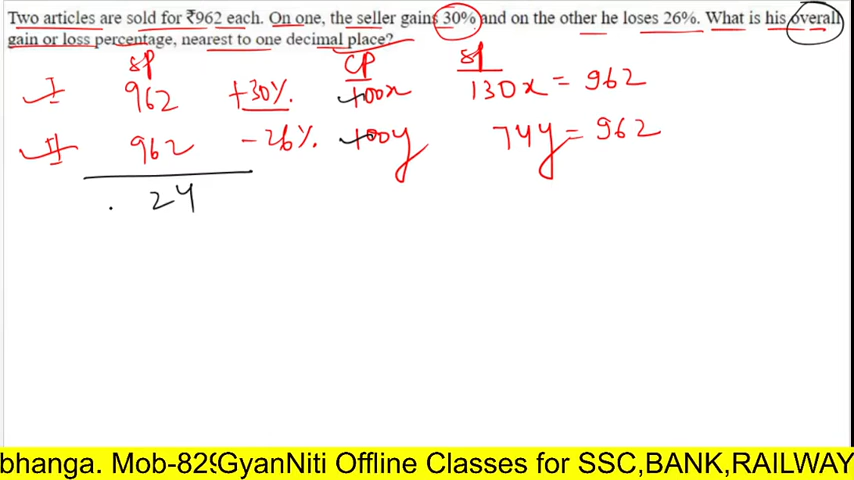 Two articles are sold for ₹962 each. On one, the seller gains 30% and on the other he loses 26%. What is his overall
gain or loss percentage, nearest to one decimal place?
SP CP SP
I 962 +30% 100x 130x = 962
II 962 -26% 100y 74y = 962
24
bhanga. Mob-829GyanNiti Offline Classes for SSC,BANK,RAILWAY